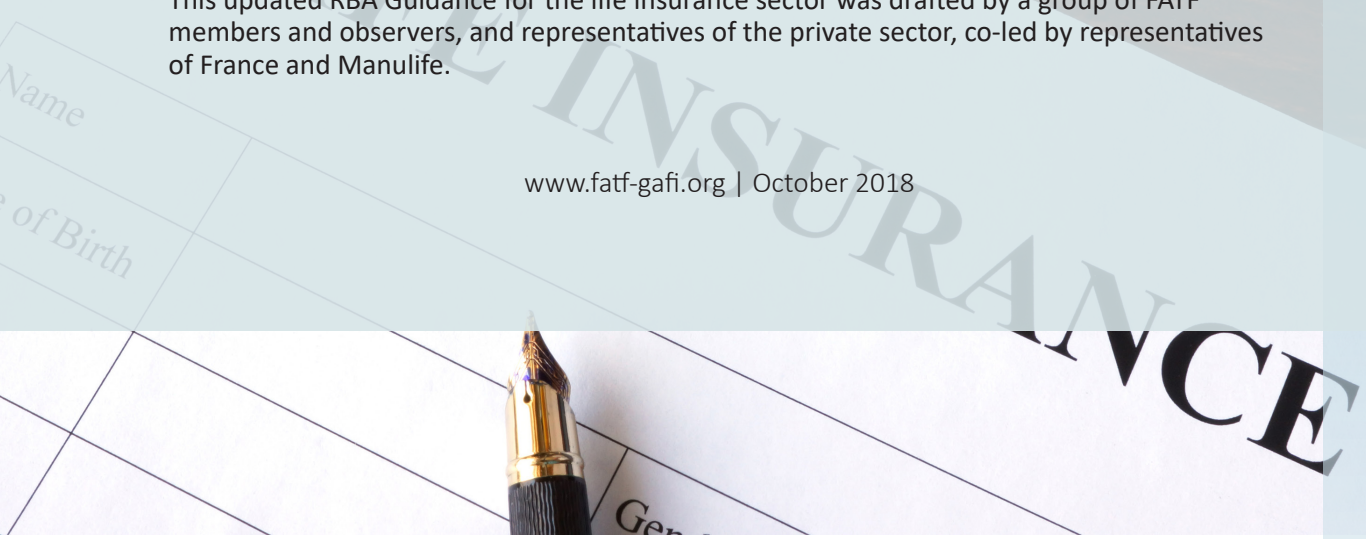 This updated RBA Guidance for the life insurance sector was drafted by a group of FATF
members and observers, and representatives of the private sector, co-led by representatives
of France and Manulife.
Name
of Birth
INSURANCE
www.fatf-gafi.org | October 2018